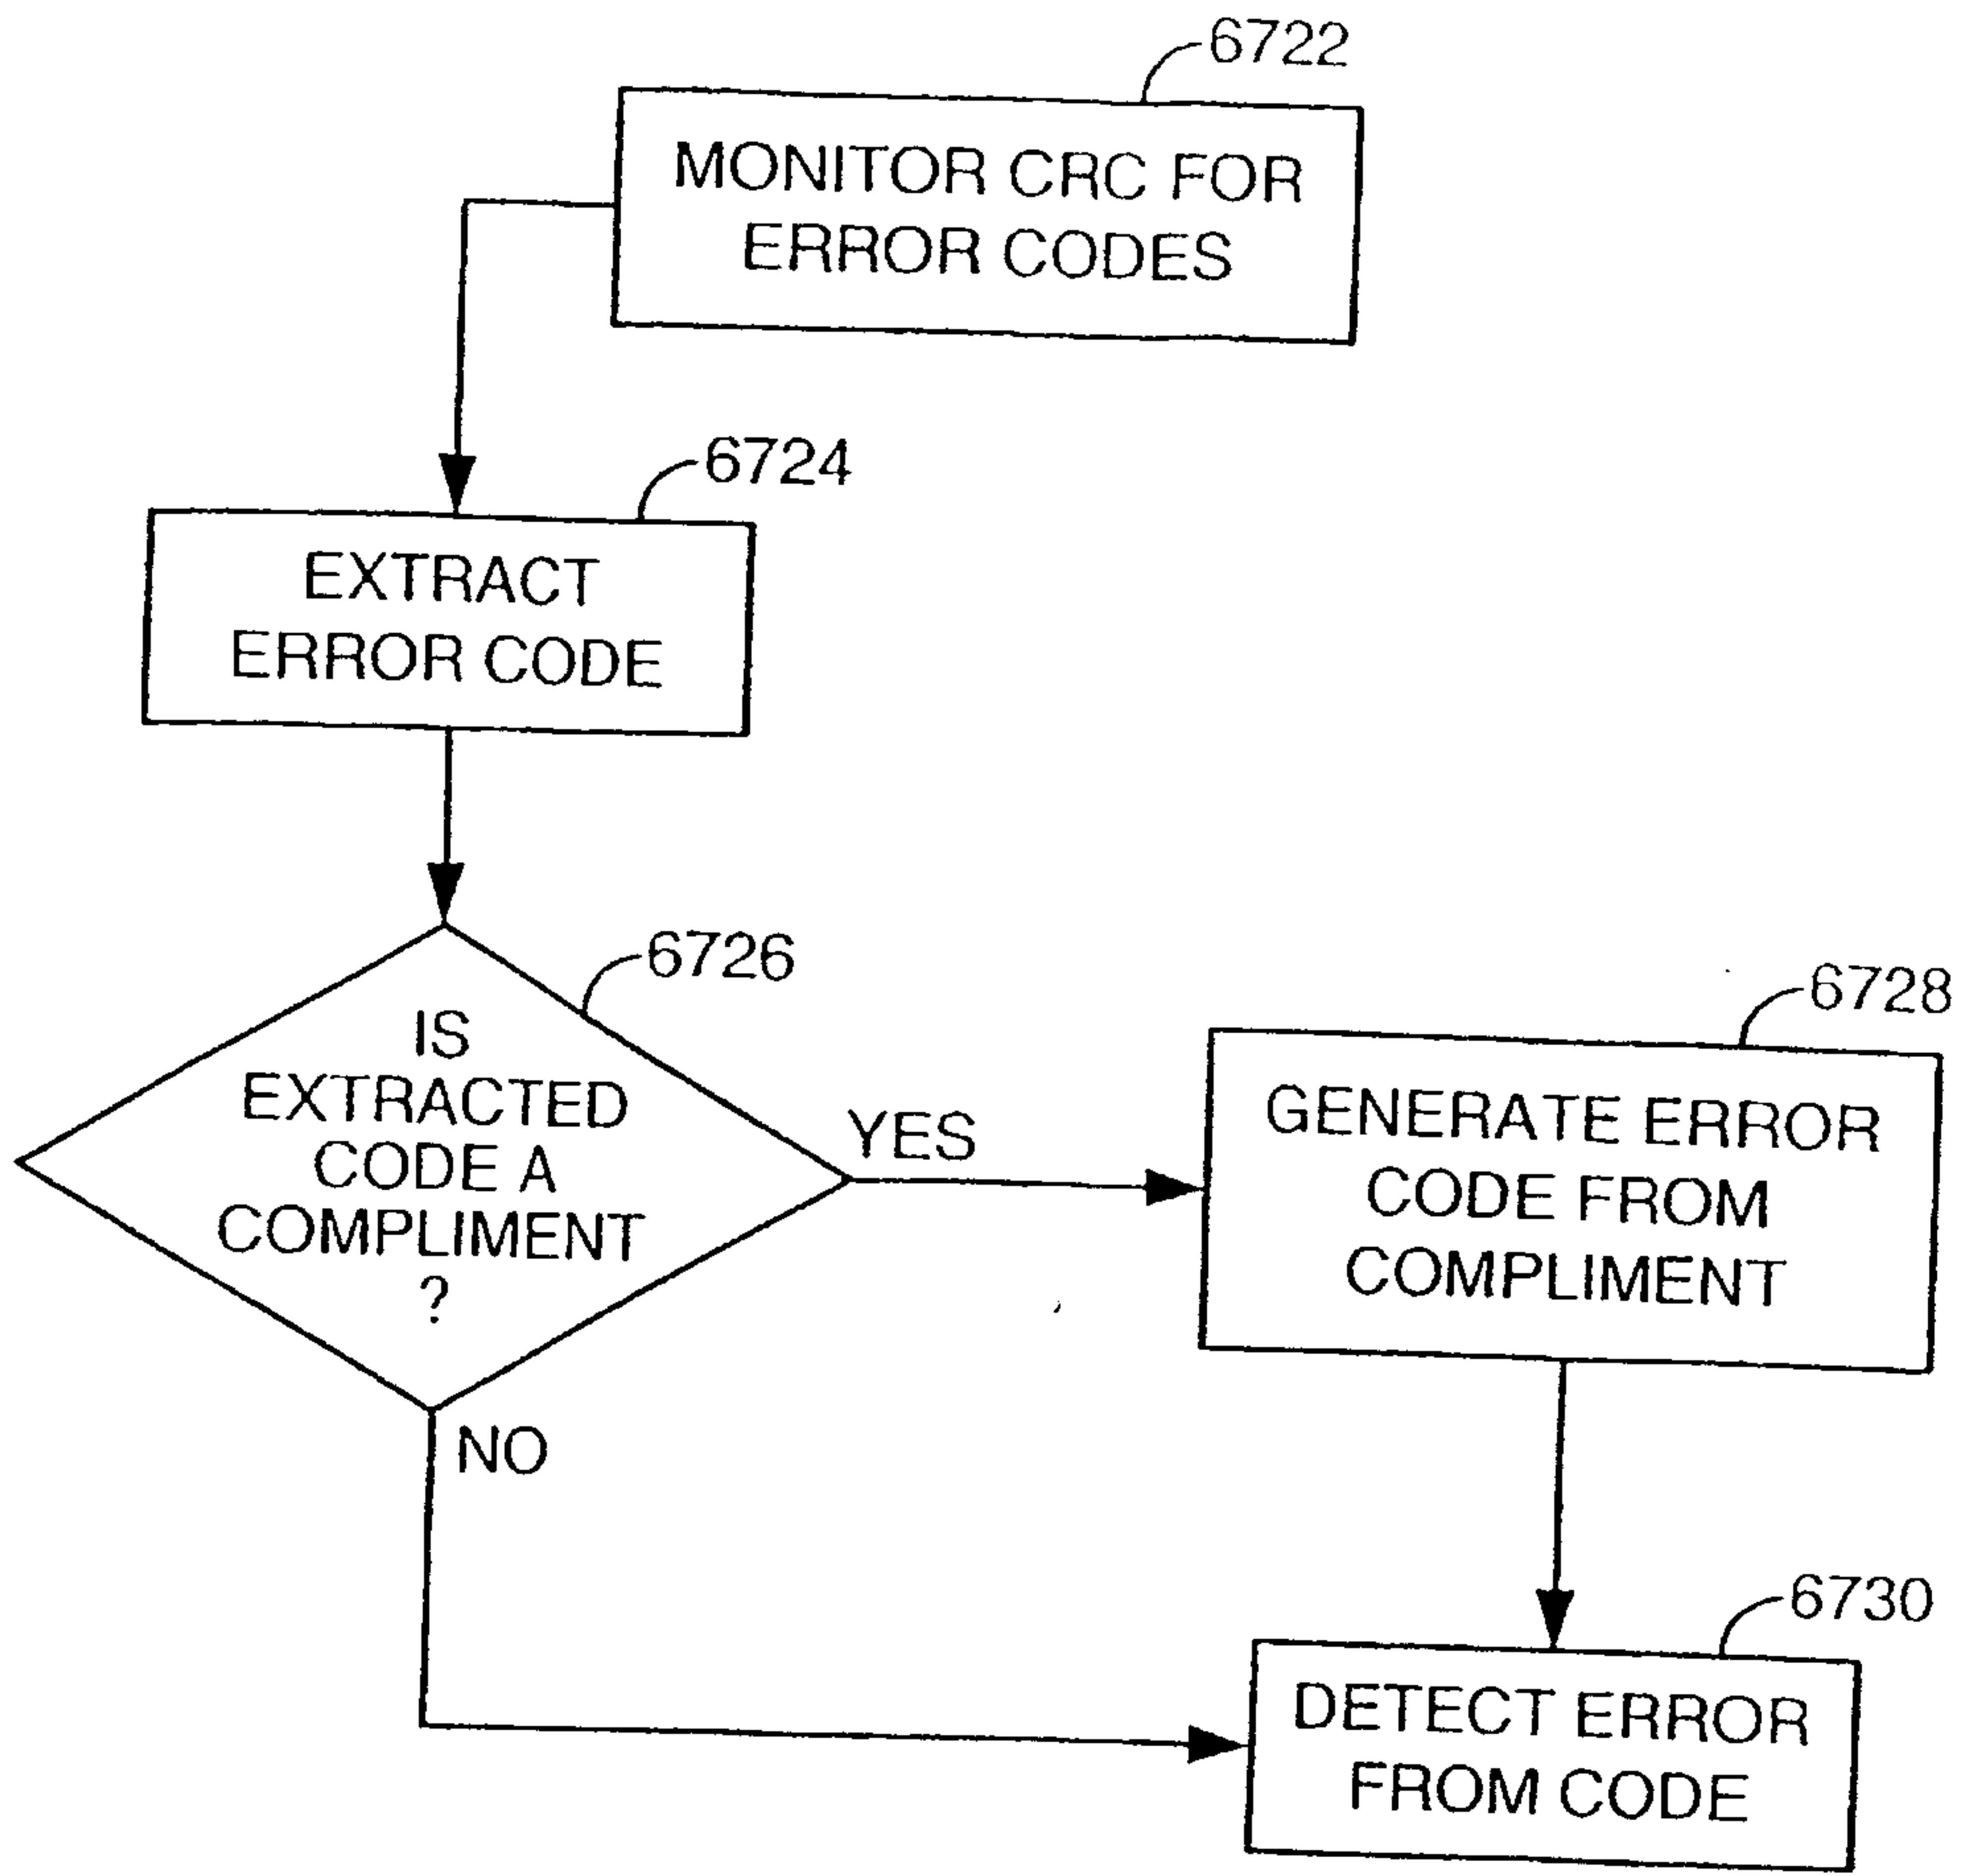 6722
MONITOR CRC FOR
ERROR CODES
6724
EXTRACT
ERROR CODE
6726
IS
EXTRACTED
CODE A
COMPLIMENT
?
YES
NO
6728
GENERATE ERROR
CODE FROM
COMPLIMENT
6730
DETECT ERROR
FROM CODE